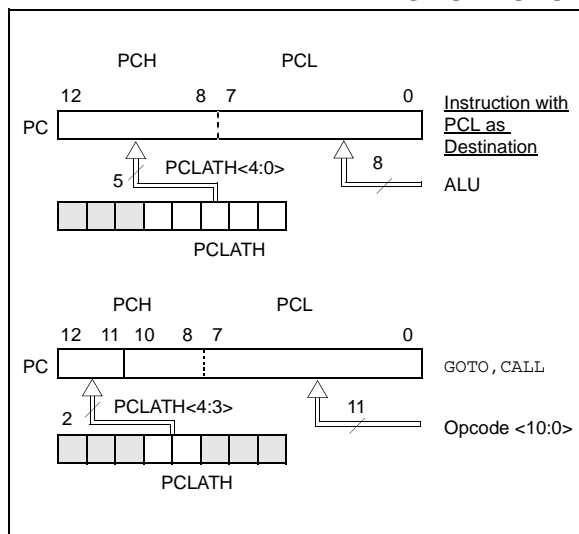 PCH PCL
12 8 7 0
Instruction with
PCL as
Destination
PC
5 PCLATH<4:0> 8
ALU
PCLATH
PCH PCL
12 11 10 8 7 0
PC GOTO, CALL
2 PCLATH<4:3> 11
Opcode <10:0>
PCLATH